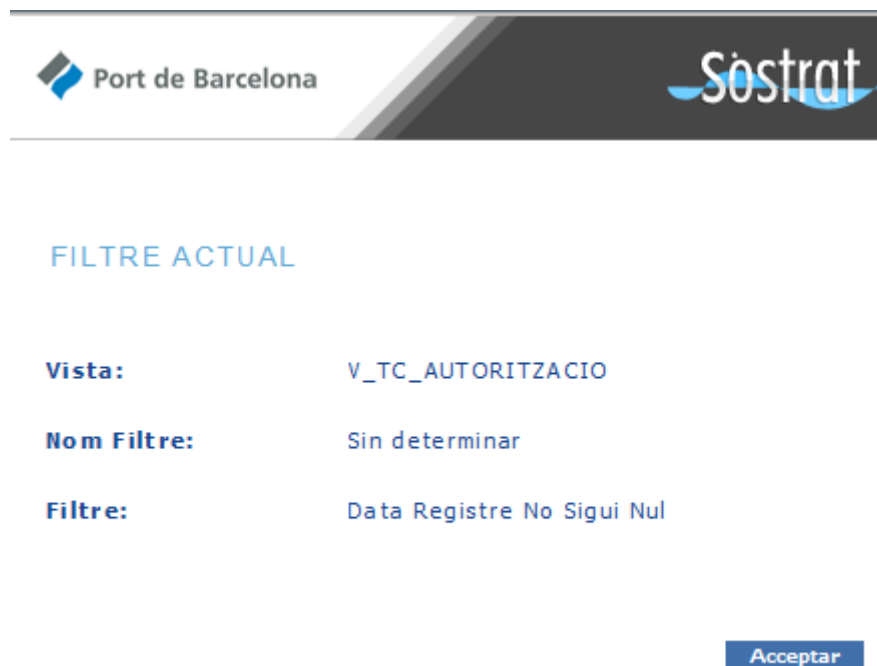 Port de Barcelona
Sòstrat
FILTRE ACTUAL
Vista: V_TC_AUTORITZACIO
Nom Filtre: Sin determinar
Filtre: Data Registre No Sigui Nul
Acceptar